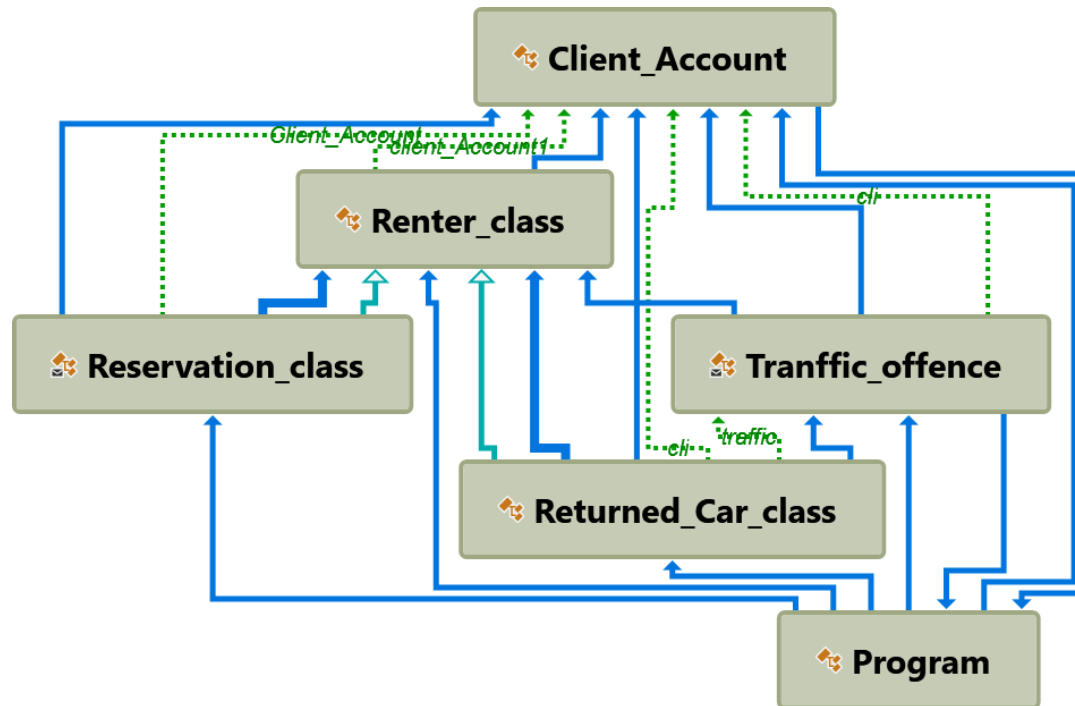 Client_Account
Client_Account
client_Account1
cli
Renter_class
Reservation_class
Tranffic_offence
traffic
cli
Returned_Car_class
Program